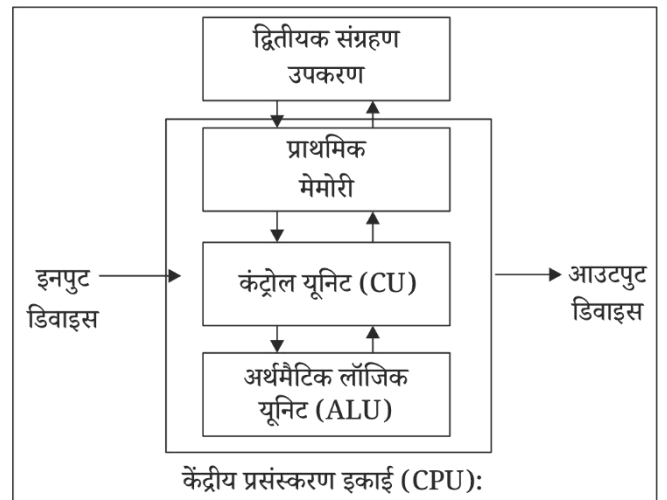 द्वितीयक संग्रहण
उपकरण
प्राथमिक
मेमोरी
इनपुट
डिवाइस
कंट्रोल यूनिट (CU)
आउटपुट
डिवाइस
अर्थमैटिक लॉजिक
यूनिट (ALU)
केंद्रीय प्रसंस्करण इकाई (CPU):